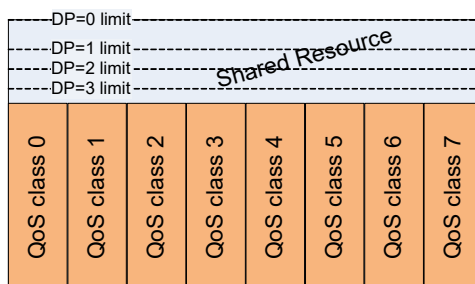 DP=0 limit
DP=1 limit
DP=2 limit
DP=3 limit
Shared Resource
QoS class 0
QoS class 1
QoS class 2
QoS class 3
QoS class 4
QoS class 5
QoS class 6
QoS class 7